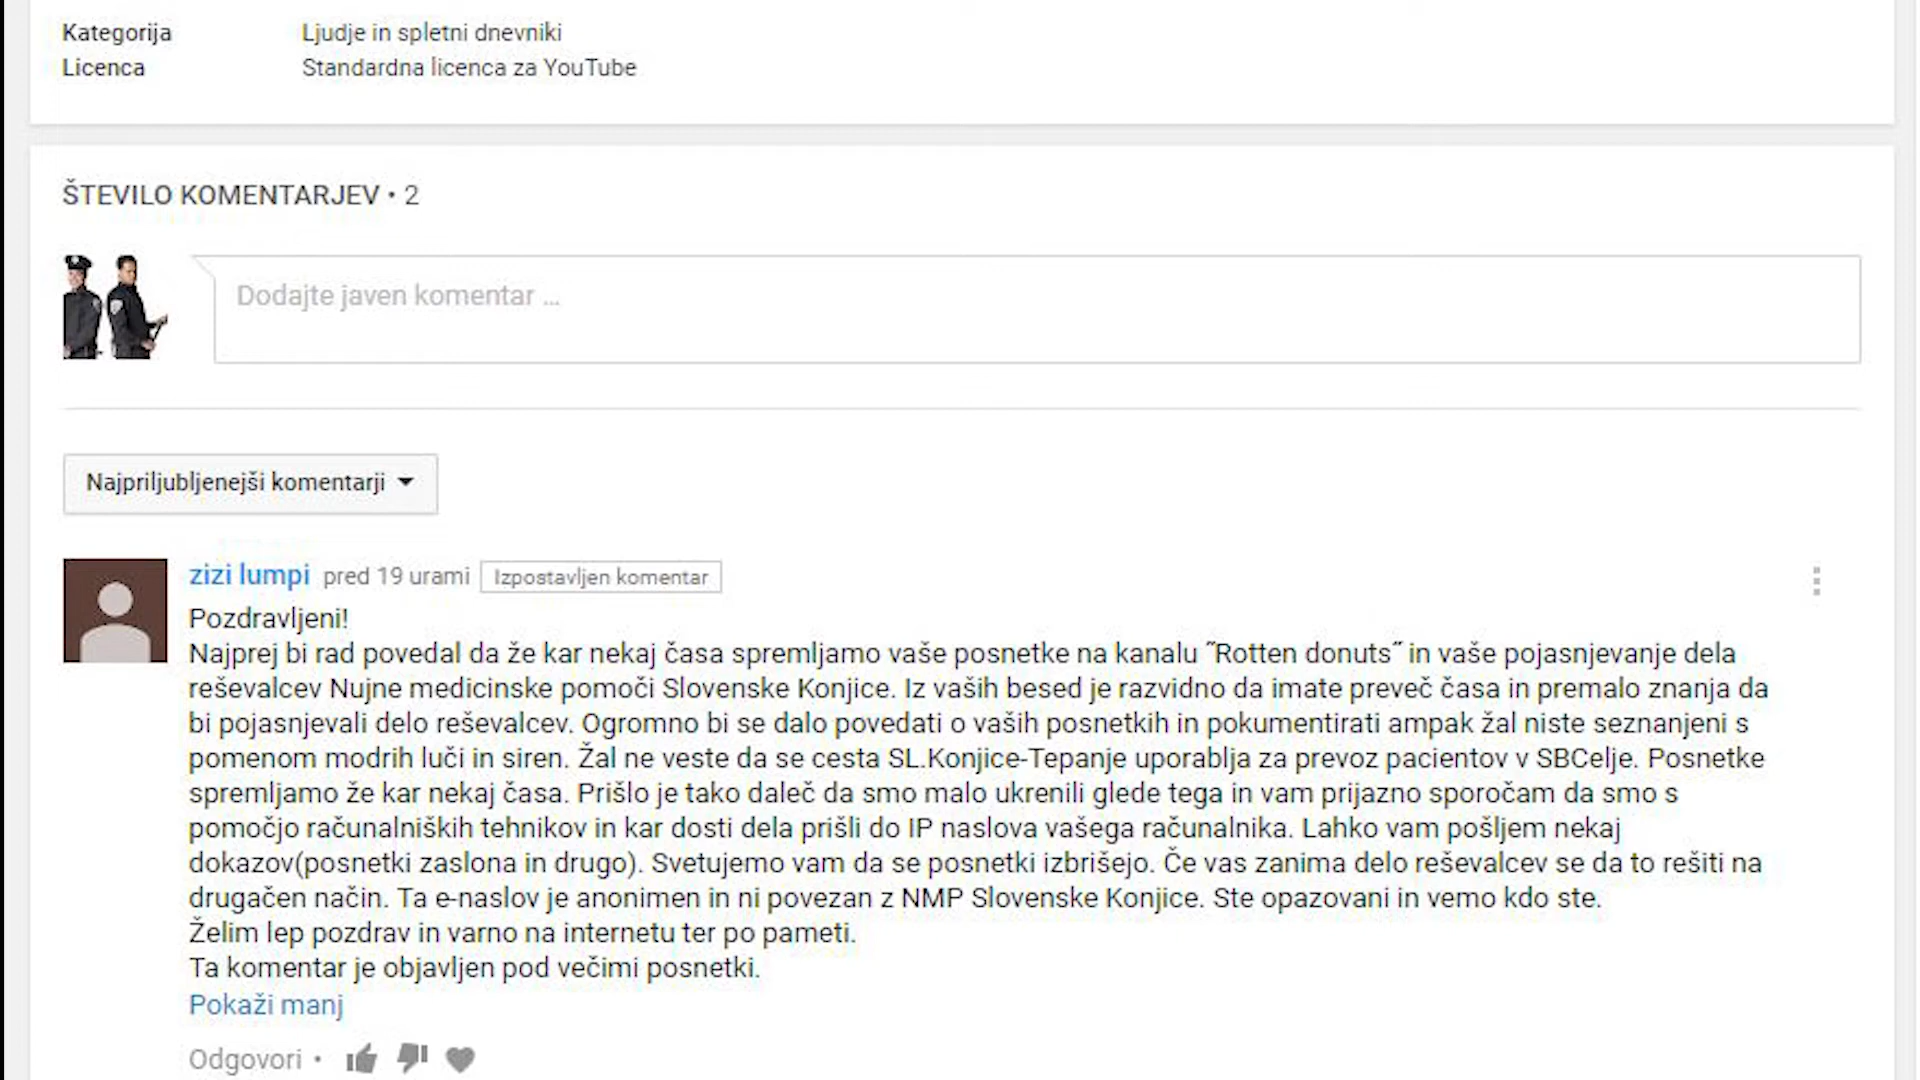 Kategorija Ljudje in spletni dnevniki
Licenca Standardna licenca za YouTube
ŠTEVILO KOMENTARJEV • 2
Dodajte javen komentar ...
Najpriljubljenejši komentarji
zizi lumpi pred 19 urami Izpostavljen komentar
Pozdravljeni!
Najprej bi rad povedal da že kar nekaj časa spremljamo vaše posnetke na kanalu ˝Rotten donuts˝ in vaše pojasnjevanje dela
reševalcev Nujne medicinske pomoči Slovenske Konjice. Iz vaših besed je razvidno da imate preveč časa in premalo znanja da
bi pojasnjevali delo reševalcev. Ogromno bi se dalo povedati o vaših posnetkih in pokumentirati ampak žal niste seznanjeni s
pomenom modrih luči in siren. Žal ne veste da se cesta SL.Konjice-Tepanje uporablja za prevoz pacientov v SBCelje. Posnetke
spremljamo že kar nekaj časa. Prišlo je tako daleč da smo malo ukrenili glede tega in vam prijazno sporočam da smo s
pomočjo računalniških tehnikov in kar dosti dela prišli do IP naslova vašega računalnika. Lahko vam pošljem nekaj
dokazov(posnetki zaslona in drugo). Svetujemo vam da se posnetki izbrišejo. Če vas zanima delo reševalcev se da to rešiti na
drugačen način. Ta e-naslov je anonimen in ni povezan z NMP Slovenske Konjice. Ste opazovani in vemo kdo ste.
Želim lep pozdrav in varno na internetu ter po pameti.
Ta komentar je objavljen pod večimi posnetki.
Pokaži manj
Odgovori •